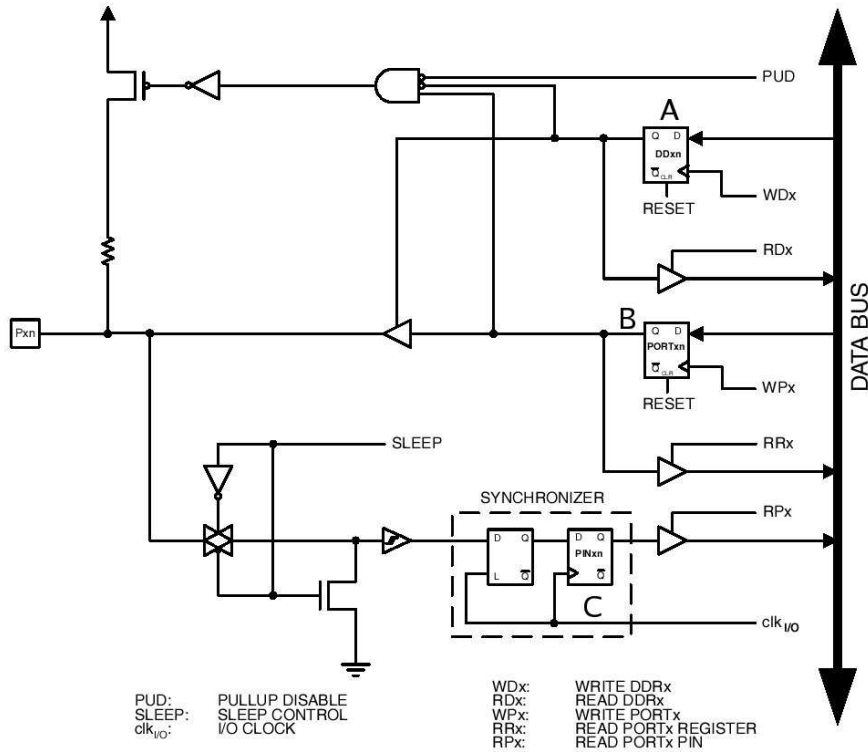 PUD
A
Q D
DDxn
Q CLR
WDx
RESET
RDx
Pxn
B
Q D
PORTxn
Q CLR
WPx
RESET
RRx
SLEEP
SYNCHRONIZER
RPx
D Q
L Q
D Q
PINxn
Q
C
clk I/O
DATA BUS
PUD: PULLUP DISABLE
SLEEP: SLEEP CONTROL
clk I/O: I/O CLOCK
WDx: WRITE DDRx
RDx: READ DDRx
WPx: WRITE PORTx
RRx: READ PORTx REGISTER
RPx: READ PORTx PIN